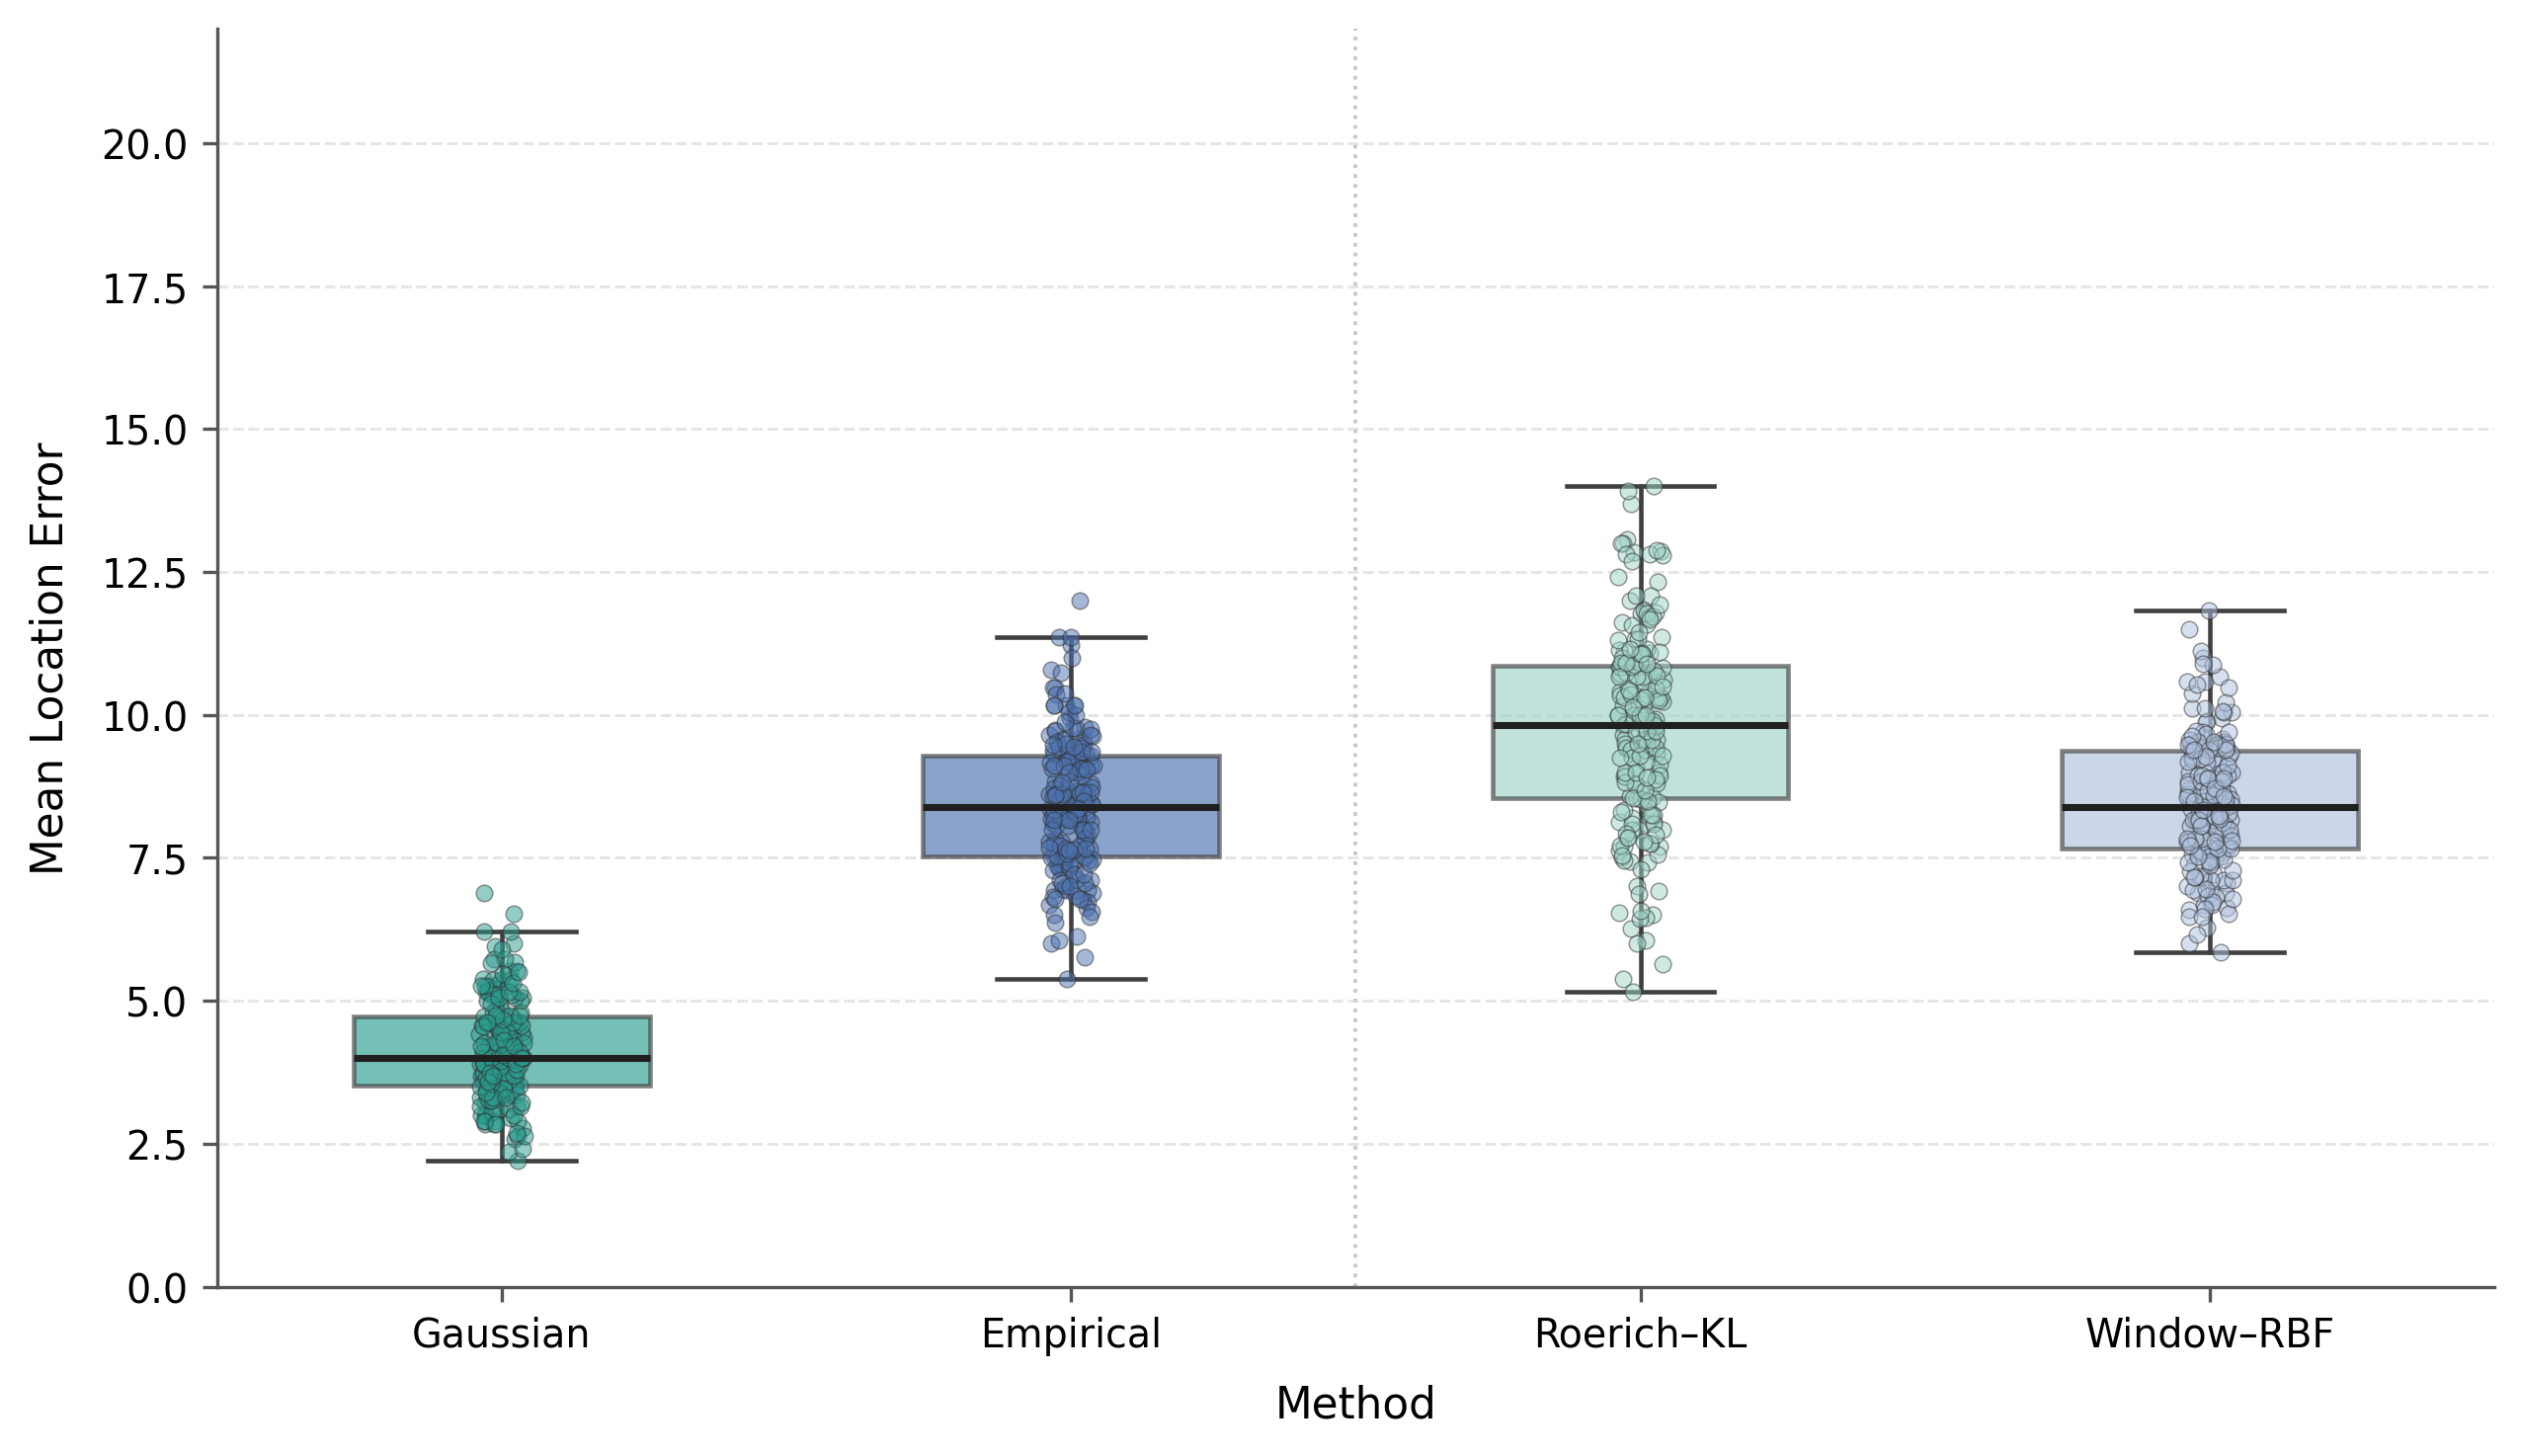 Mean Location Error
20.0
17.5
15.0
12.5
10.0
7.5
5.0
2.5
0.0
Gaussian
Empirical
Roerich–KL
Window–RBF
Method